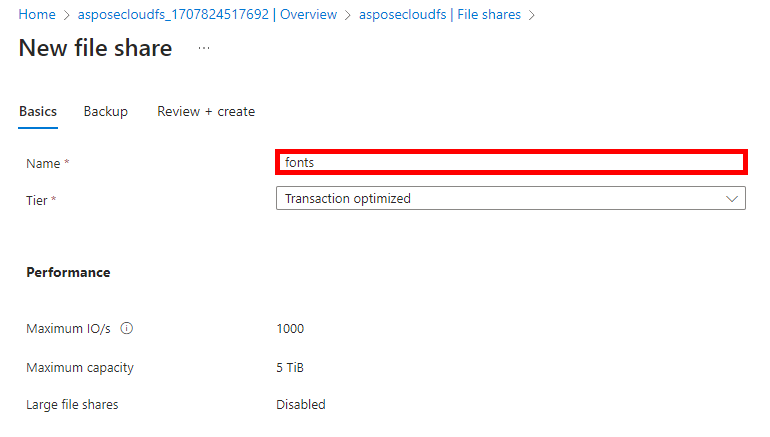 Home > asposecloudfs_1707824517692 | Overview > asposecloudfs | File shares >
New file share ...
Basics Backup Review + create
Name * fonts
Tier * Transaction optimized
Performance
Maximum IO/s 1000
Maximum capacity 5 TiB
Large file shares Disabled